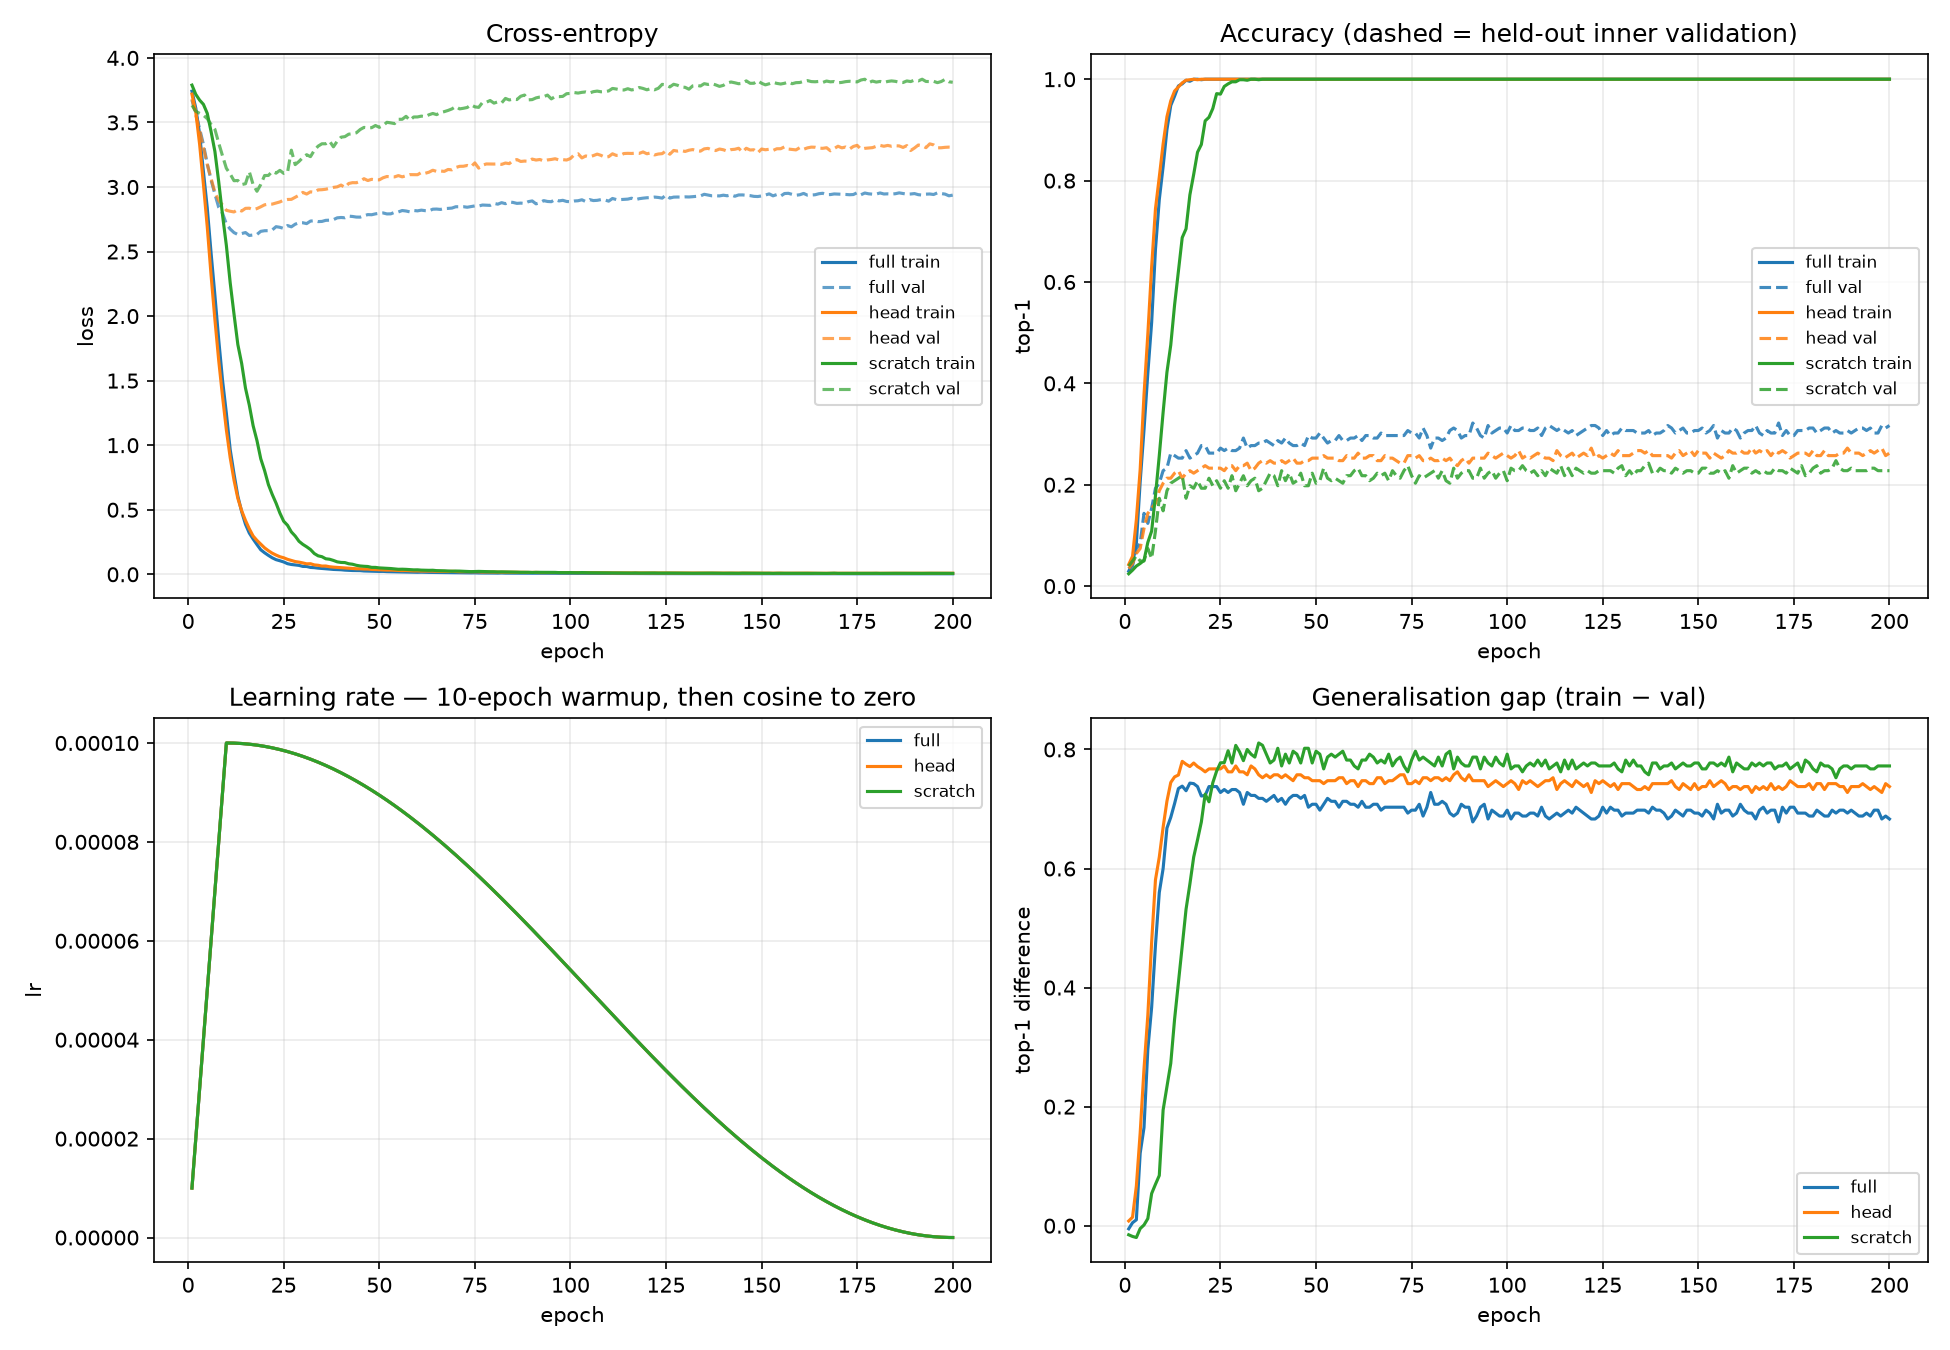 Cross-entropy
4.0
3.5
3.0
2.5
2.0
1.5
1.0
0.5
0.0
loss
0 25 50 75 100 125 150 175 200
epoch
full train
full val
head train
head val
scratch train
scratch val
Accuracy (dashed = held-out inner validation)
1.0
0.8
0.6
0.4
0.2
0.0
top-1
0 25 50 75 100 125 150 175 200
epoch
full train
full val
head train
head val
scratch train
scratch val
Learning rate — 10-epoch warmup, then cosine to zero
0.00010
0.00008
0.00006
0.00004
0.00002
0.00000
lr
0 25 50 75 100 125 150 175 200
epoch
full
head
scratch
Generalisation gap (train − val)
0.8
0.6
0.4
0.2
0.0
top-1 difference
0 25 50 75 100 125 150 175 200
epoch
full
head
scratch